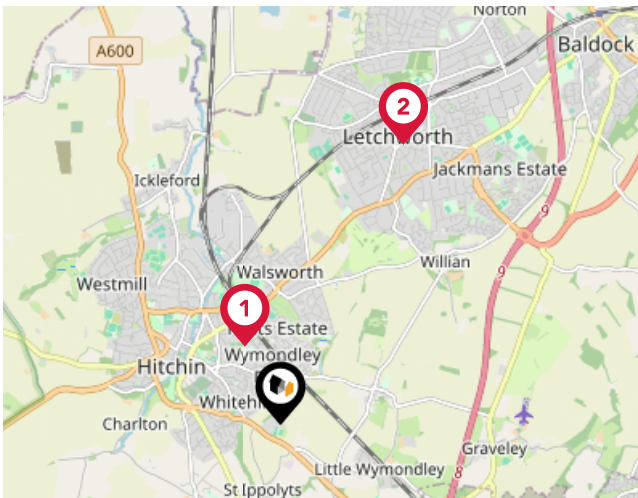 Norton
A600
Baldock
2
Letchworth
Jackmans Estate
Ickleford
9
Willian
9
Walsworth
Westmill
1
Estate
Wymondley
Hitchin
Charlton
Graveley
Little Wymondley
8
St Ippolyts